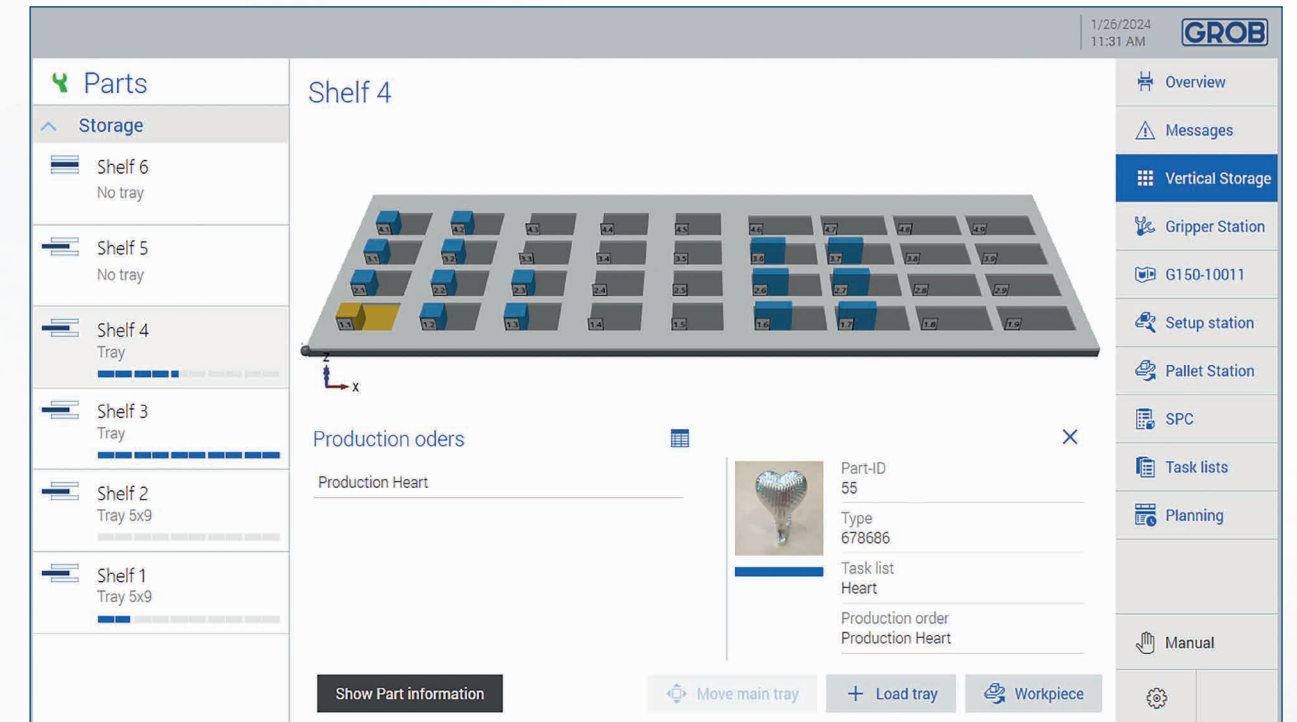 1/26/2024
11:31 AM
GROB
Parts
Storage
Shelf 6
No tray
Shelf 5
No tray
Shelf 4
Tray
Shelf 3
Tray
Shelf 2
Tray 5x9
Shelf 1
Tray 5x9
Shelf 4
4.1 4.2 4.3 4.4 4.5 4.6 4.7 4.8 4.9
3.1 3.2 3.3 3.4 3.5 3.6 3.7 3.8 3.9
2.1 2.2 2.3 2.4 2.5 2.6 2.7 2.8 2.9
1.1 1.2 1.3 1.4 1.5 1.6 1.7 1.8 1.9
Z
X
Production oders
Production Heart
Part-ID
55
Type
678686
Task list
Heart
Production order
Production Heart
Show Part information
Move main tray
+ Load tray
Workpiece
Overview
Messages
Vertical Storage
Gripper Station
G150-10011
Setup station
Pallet Station
SPC
Task lists
Planning
Manual